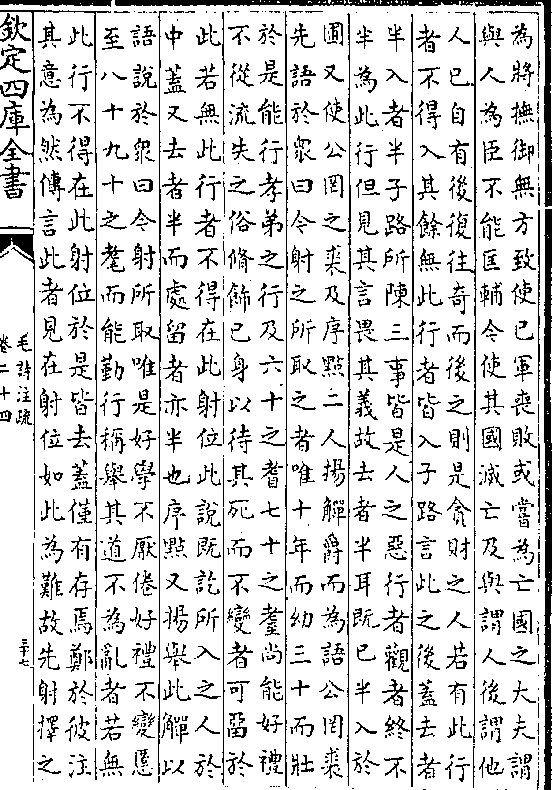 為將撫御無方致使已軍喪敗或嘗為亡國之大夫謂
與人為臣不能匡輔令使其國滅亡及與謂人後謂他
人已自有後復往奇而後之則是貪財之人若有此行
者不得入其餘無此行者皆入子路言此之後蓋去者
半入者半子路所陳三事皆是人之惡行者觀者終不
半為此行但見其言畏其義故去者半耳既已半入於
圃又使公罔之裘及序㸃二人揚觶爵而為語公罔裘
先語於衆曰令射之所取之者唯十年而幼三十而壯
於是能行孝弟之行及六十之耆七十之耋尚能好禮
不從流失之俗脩飾已身以待其死而不變者可畱於
此若無此行者不得在此射位此說既訖所入之人於
中蓋又去者半而處留者亦半也序㸃又揚舉此觶以
語說於衆曰今射所取唯是好學不厭倦好禮不變慝
至八十九十之耄而能勤行稱舉其道不為亂者若無
此行不得在此射位於是皆去蓋僅有存焉鄭於彼注
其意為然傳言此者見在射位如此為難故先射擇之
欽定四庫全書
毛詩注疏
卷二十四
三十七